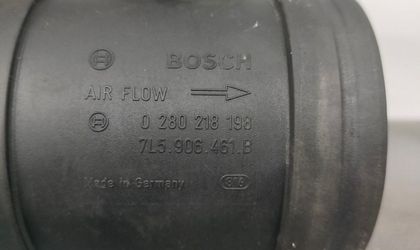 BOSCH
AIR FLOW
0 280 218 198
7L5.906.461.B
Made in Germany